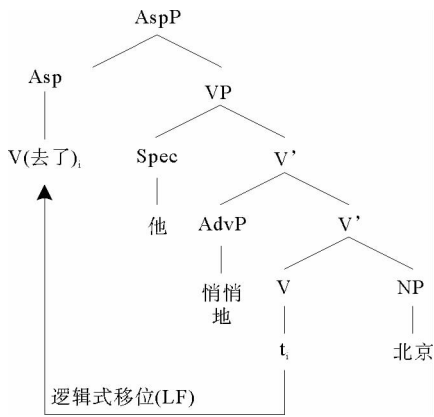 AspP
Asp
VP
V(去了)i
Spec
V’
他
AdvP
V’
悄悄
地
V
NP
ti
北京
逻辑式移位(LF)